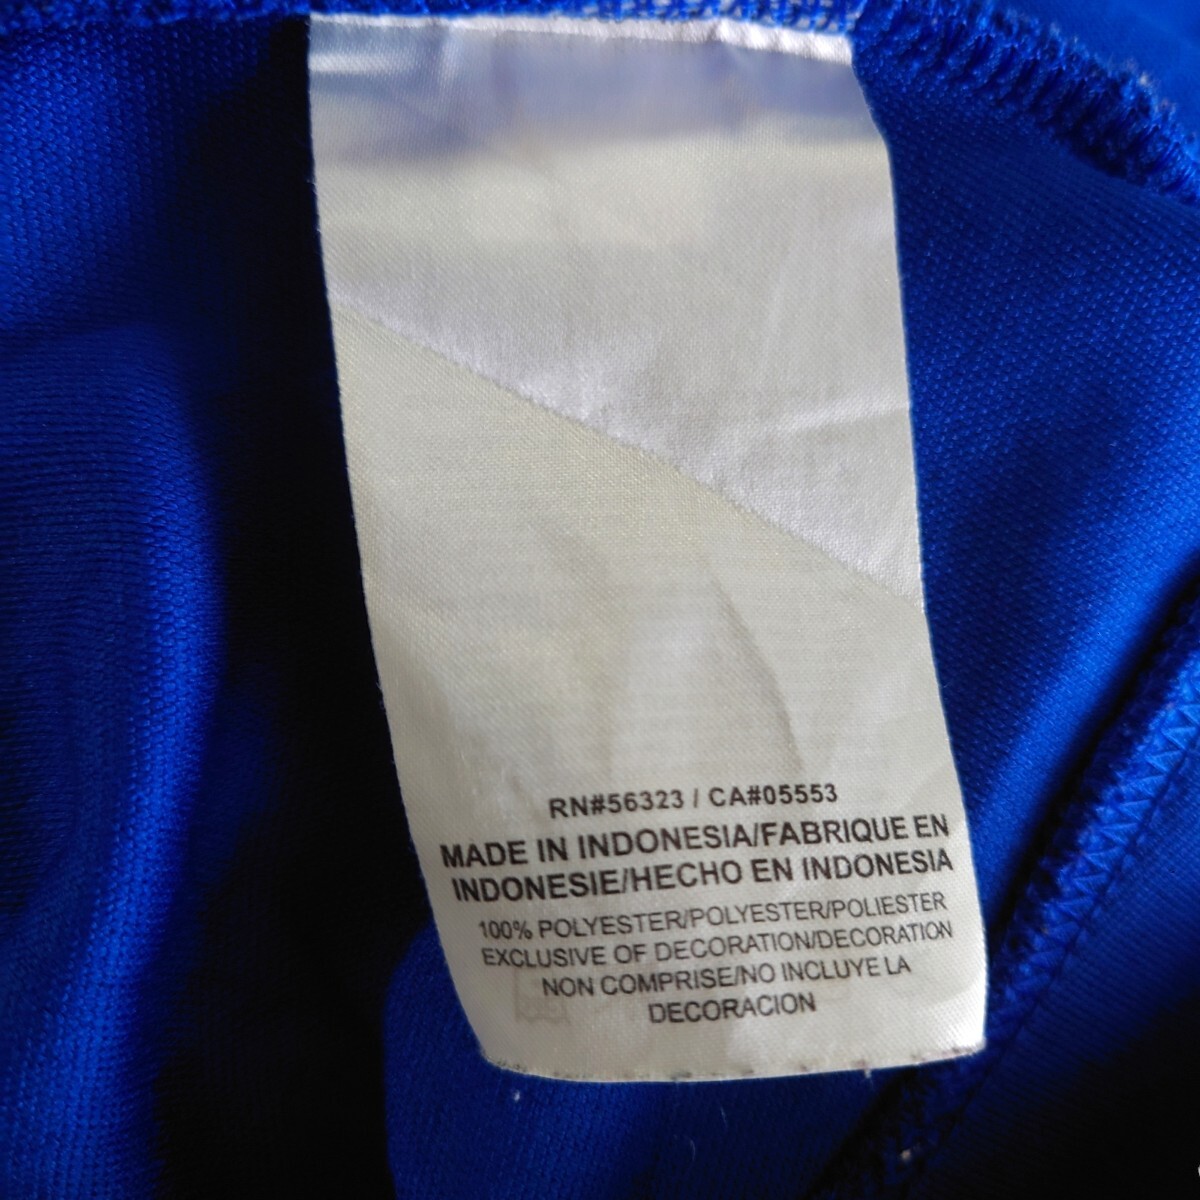 RN#56323 / CA#05553
MADE IN INDONESIA/FABRIQUE EN
INDONESIE/HECHO EN INDONESIA
100% POLYESTER/POLYESTER/POLIESTER
EXCLUSIVE OF DECORATION/DECORATION
NON COMPRISE/NO INCLUYE LA
DECORACION